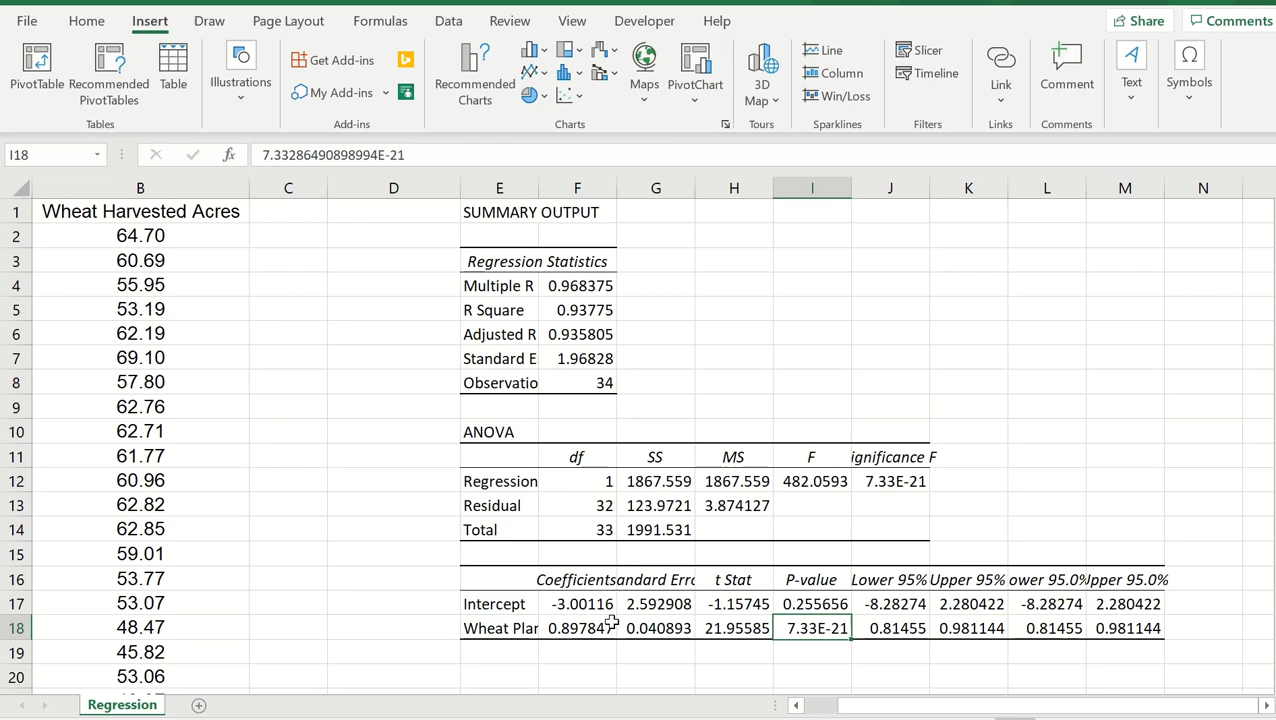 File Home Insert Draw Page Layout Formulas Data Review View Developer Help Share Comments
PivotTable Recommended PivotTables Table Illustrations Get Add-ins My Add-ins Recommended Charts Maps PivotChart 3D Map Line Column Win/Loss Slicer Timeline Link Comment Text Symbols
Tables Add-ins Charts Tours Sparklines Filters Links Comments
I18 fx 7.33286490898994E-21
B C D E F G H I J K L M N
1 Wheat Harvested Acres SUMMARY OUTPUT
2 64.70
3 60.69 Regression Statistics
4 55.95 Multiple R 0.968375
5 53.19 R Square 0.93775
6 62.19 Adjusted R 0.935805
7 69.10 Standard E 1.96828
8 57.80 Observatio 34
9 62.76
10 62.71 ANOVA
11 61.77 df SS MS F ignificance F
12 60.96 Regression 1 1867.559 1867.559 482.0593 7.33E-21
13 62.82 Residual 32 123.9721 3.874127
14 62.85 Total 33 1991.531
15 59.01
16 53.77 Coefficients andard Erro t Stat P-value Lower 95% Upper 95% ower 95.0% Upper 95.0%
17 53.07 Intercept -3.00116 2.592908 -1.15745 0.255656 -8.28274 2.280422 -8.28274 2.280422
18 48.47 Wheat Plan 0.897847 0.040893 21.95585 7.33E-21 0.81455 0.981144 0.81455 0.981144
19 45.82
20 53.06
Regression